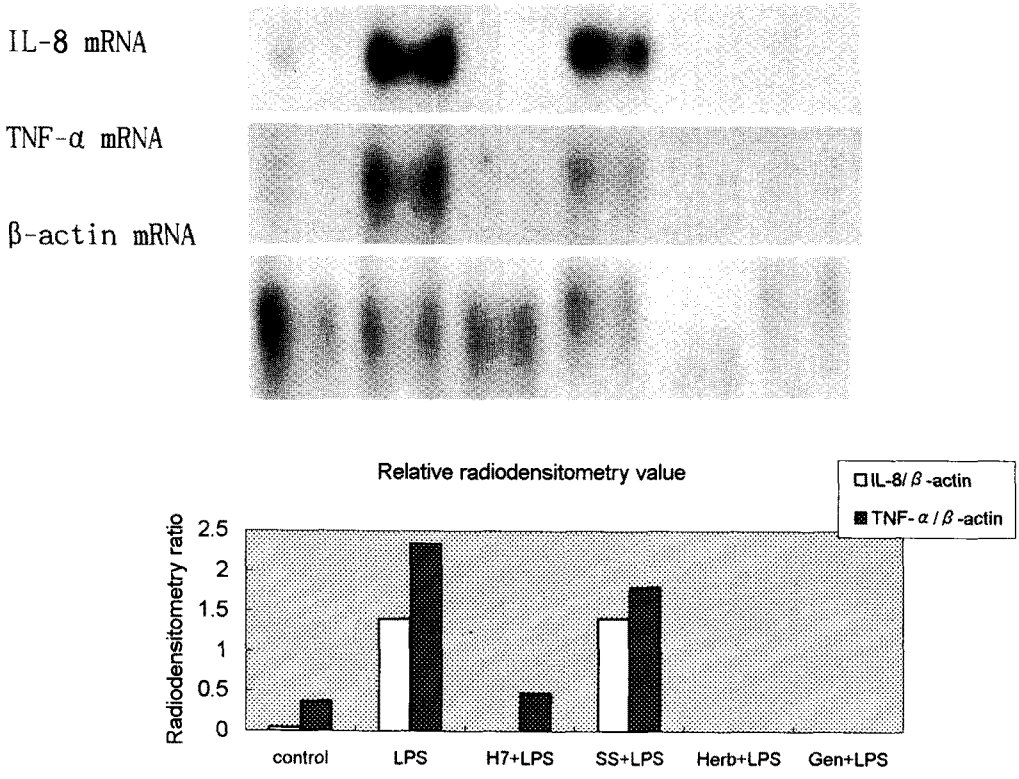 IL-8 mRNA
TNF-α mRNA
β-actin mRNA
Relative radiodensitometry value
IL-8/β-actin
TNF-α/β-actin
Radiodensitometry ratio
2.5
2
1.5
1
0.5
0
control LPS H7+LPS SS+LPS Herb+LPS Gen+LPS